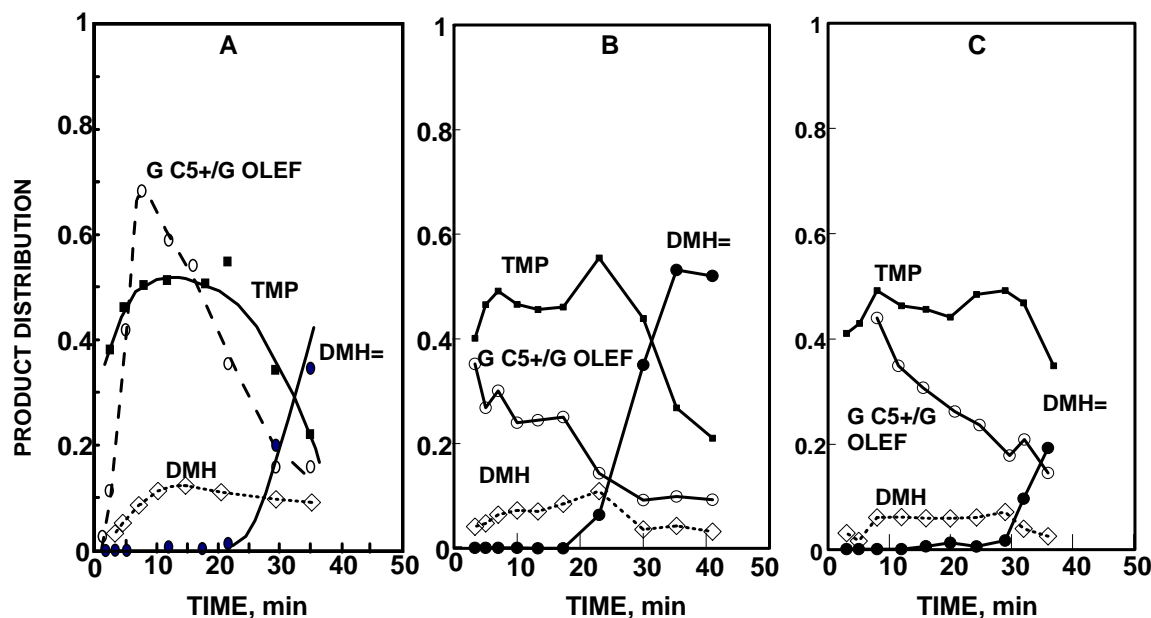 PRODUCT DISTRIBUTION
1
0.8
0.6
0.4
0.2
0
A
G C5+/G OLEF
TMP
DMH=
DMH
0 10 20 30 40 50
TIME, min
1
0.8
0.6
0.4
0.2
0
B
DMH=
TMP
G C5+/G OLEF
DMH
0 10 20 30 40 50
TIME, min
1
0.8
0.6
0.4
0.2
0
C
TMP
DMH=
G C5+/G
OLEF
DMH
0 10 20 30 40 50
TIME, min